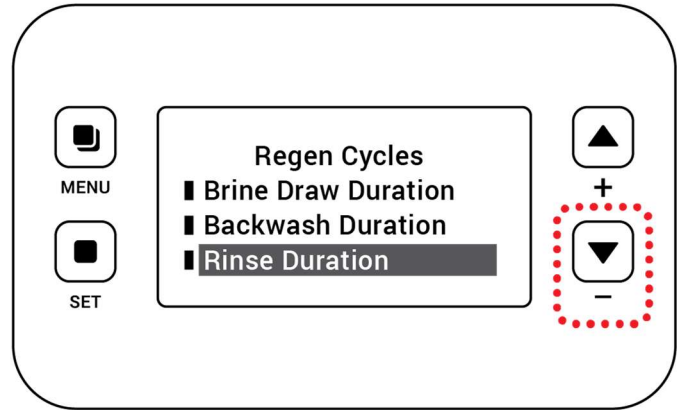 Regen Cycles
Brine Draw Duration
Backwash Duration
Rinse Duration
MENU
SET
+
−